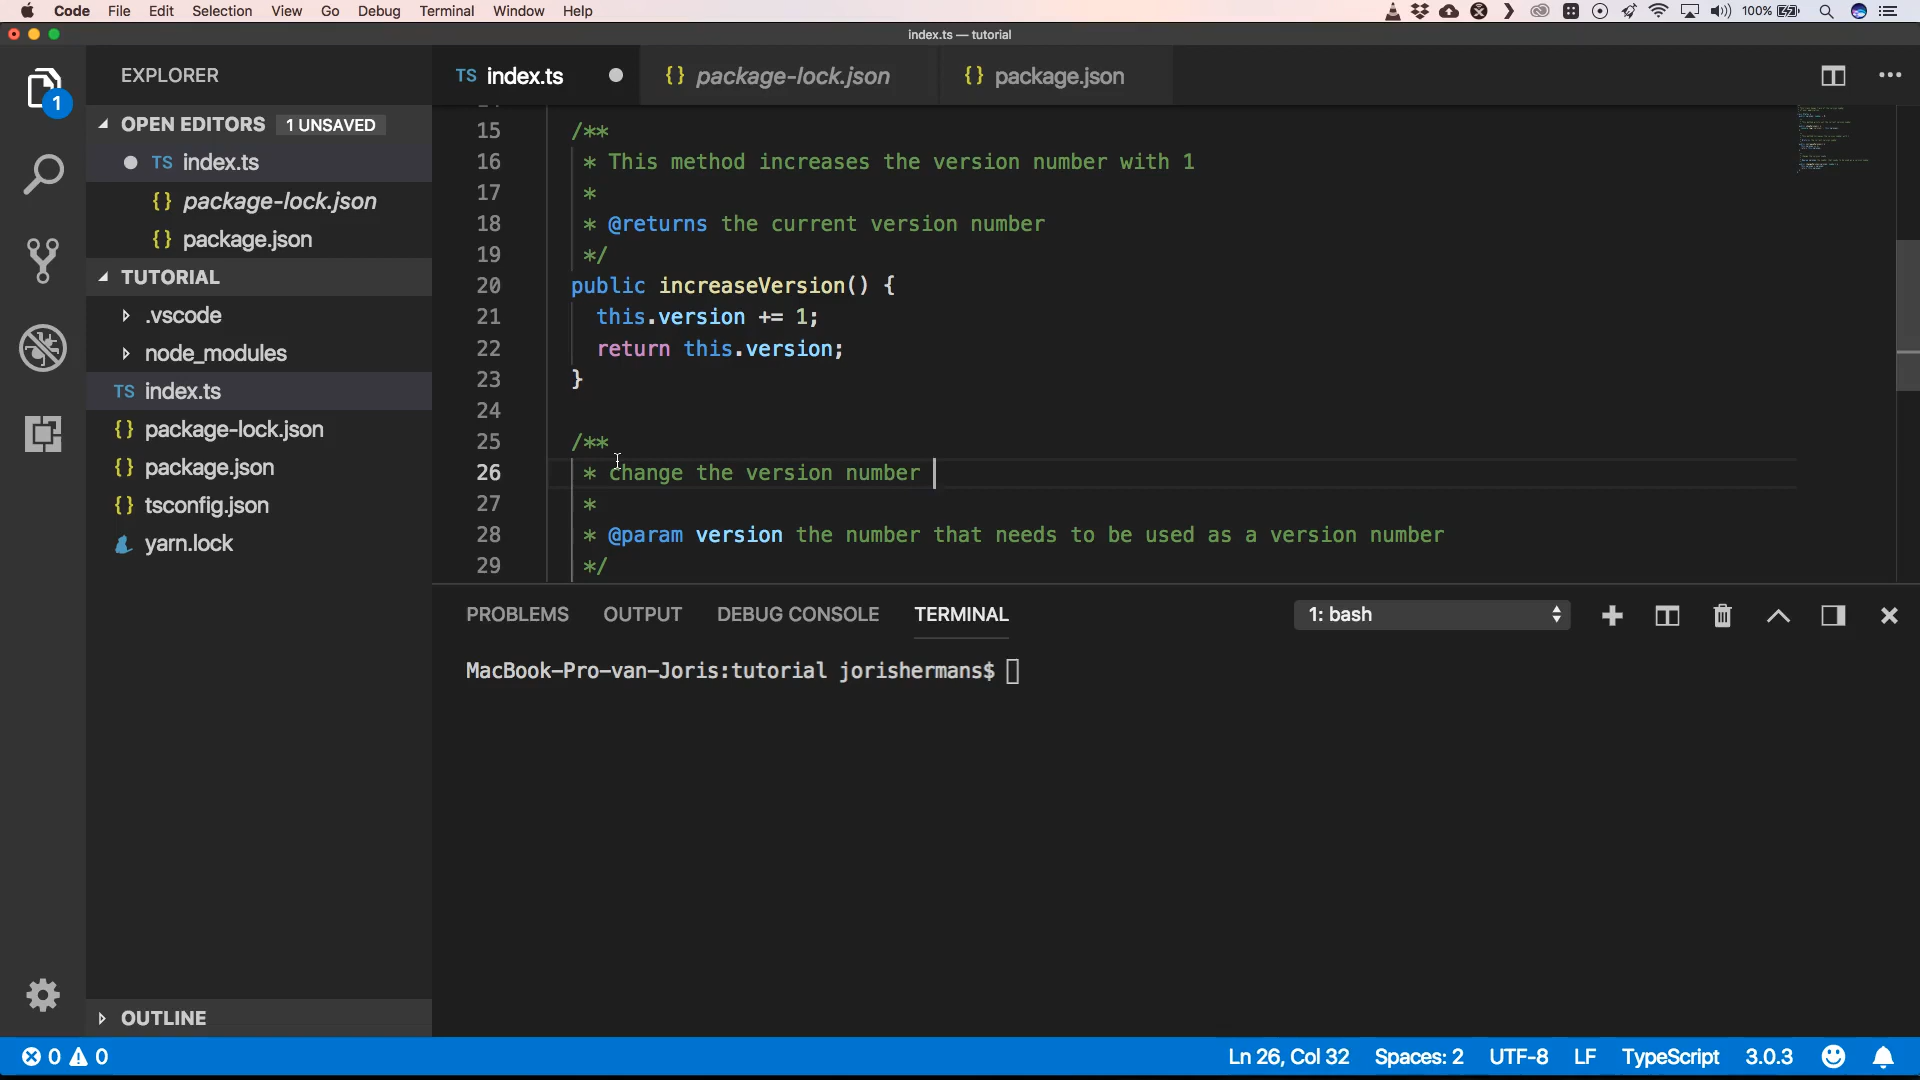 Code File Edit Selection View Go Debug Terminal Window Help 100%
index.ts — tutorial
EXPLORER
TS index.ts {} package-lock.json {} package.json
1
OPEN EDITORS 1 UNSAVED
TS index.ts
{} package-lock.json
{} package.json
TUTORIAL
.vscode
node_modules
TS index.ts
{} package-lock.json
{} package.json
{} tsconfig.json
yarn.lock
OUTLINE
15 /**
16 * This method increases the version number with 1
17 *
18 * @returns the current version number
19 */
20 public increaseVersion() {
21 this.version += 1;
22 return this.version;
23 }
24
25 /**
26 * change the version number
27 *
28 * @param version the number that needs to be used as a version number
29 */
PROBLEMS OUTPUT DEBUG CONSOLE TERMINAL 1: bash
MacBook-Pro-van-Joris:tutorial jorishermans$
0 0 Ln 26, Col 32 Spaces: 2 UTF-8 LF TypeScript 3.0.3